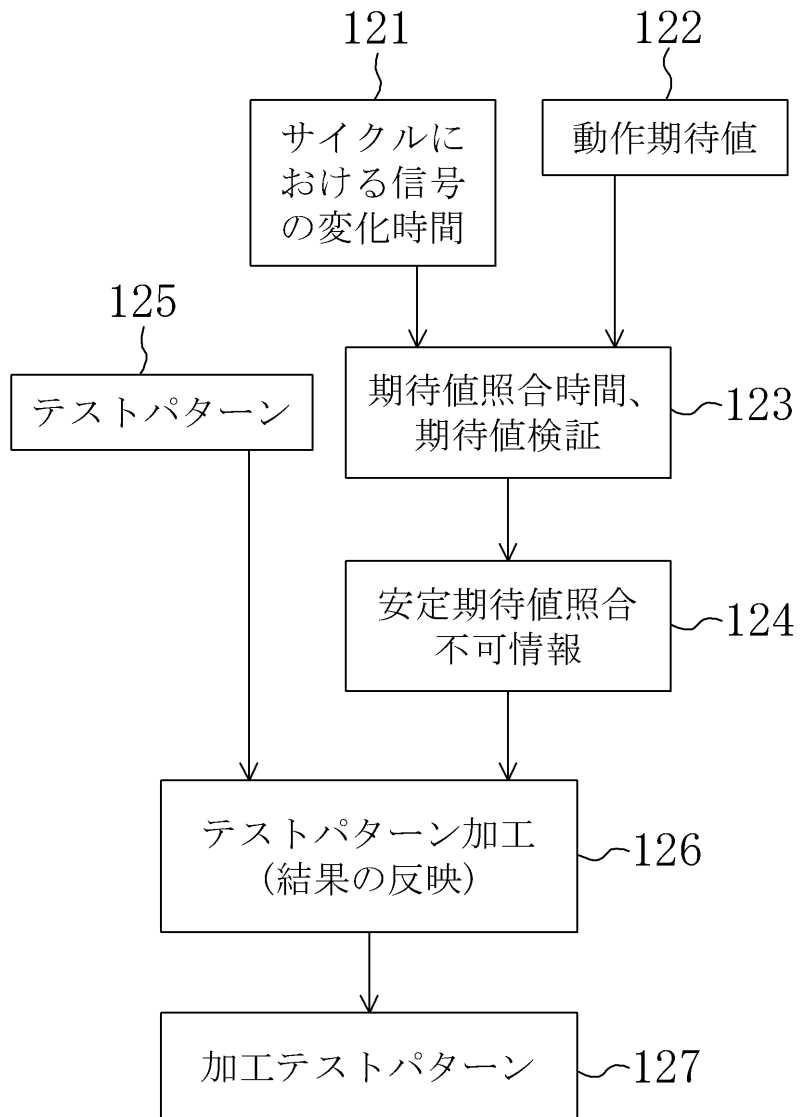 121
122
サイクルに
おける信号
の変化時間
動作期待値
125
テストパターン
期待値照合時間、
期待値検証
123
安定期待値照合
不可情報
124
テストパターン加工
(結果の反映)
126
加工テストパターン
127